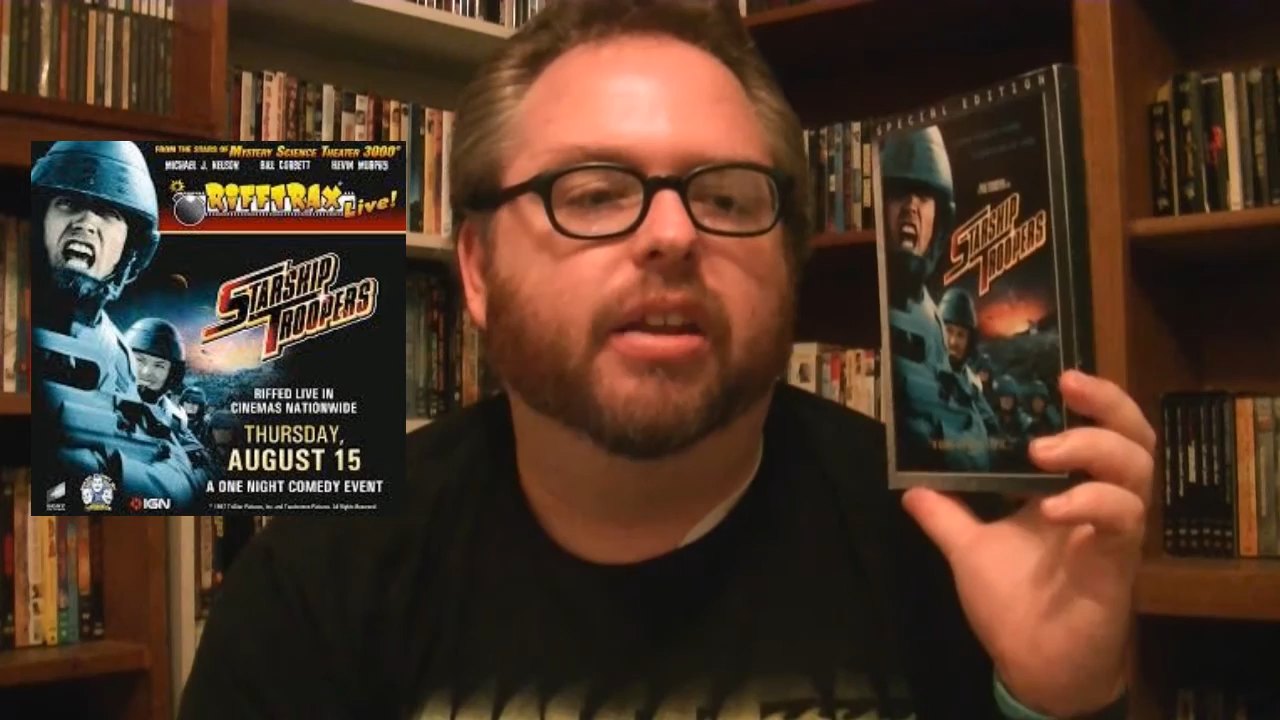 FROM THE STARS OF MYSTERY SCIENCE THEATER 3000®
MICHAEL J. NELSON BILL CORBETT KEVIN MURPHY
RIFFTRAX Live!
STARSHIP
TROOPERS
RIFFED LIVE IN
CINEMAS NATIONWIDE
THURSDAY,
AUGUST 15
A ONE NIGHT COMEDY EVENT
SONY
IGN
SPECIAL EDITION
STARSHIP
TROOPERS